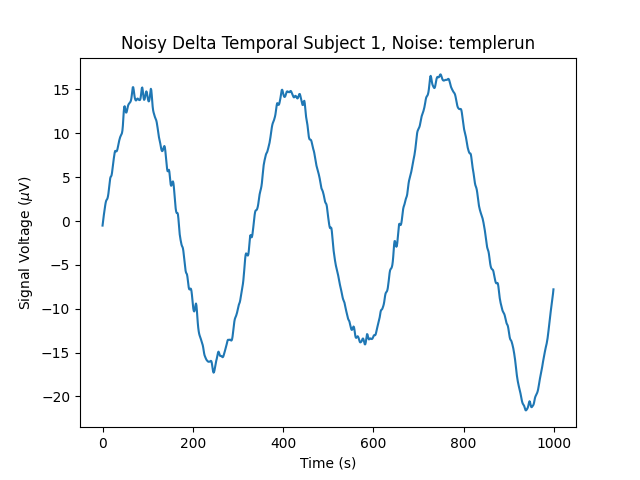 Noisy Delta Temporal Subject 1, Noise: templerun
Signal Voltage (μV)
15
10
5
0
−5
−10
−15
−20
0 200 400 600 800 1000
Time (s)